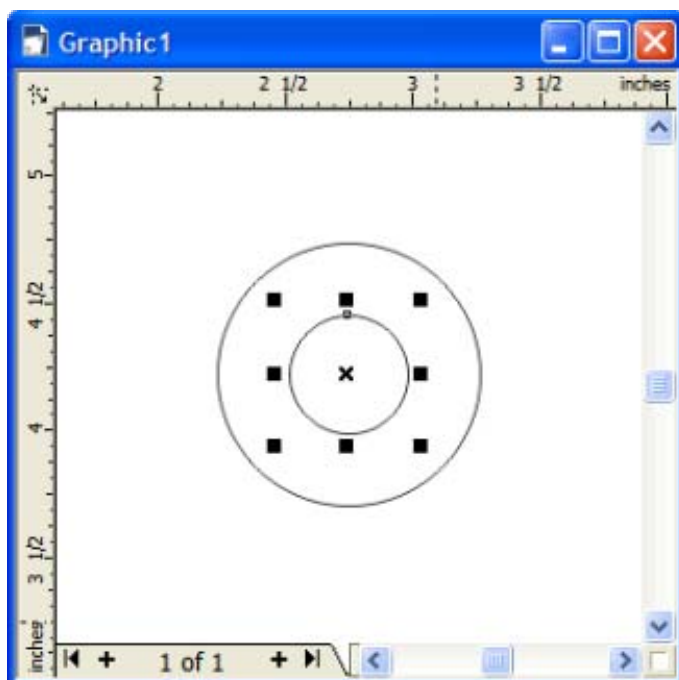 Graphic1
2 2 1/2 3 3 1/2 inches
5
4 1/2
4
3 1/2
inches
1 of 1